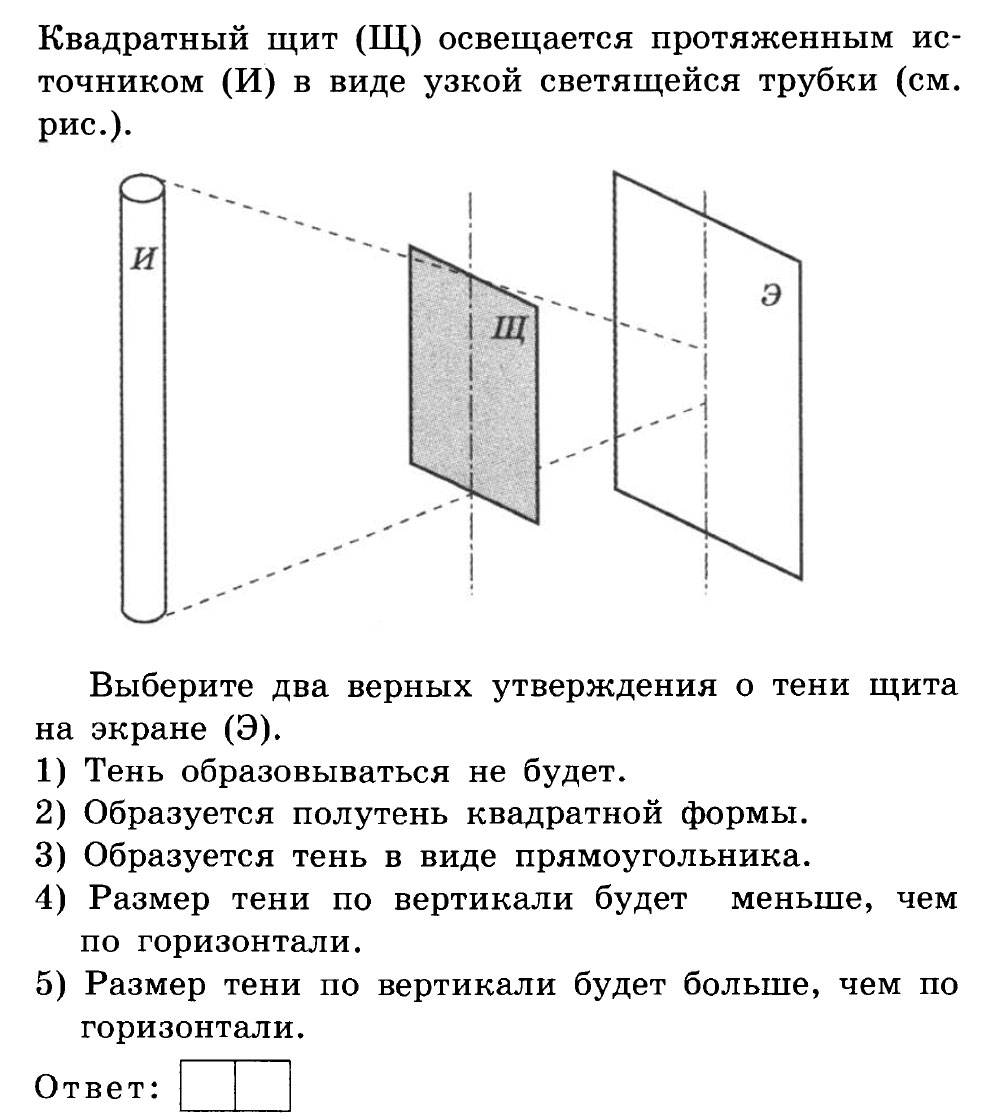 Квадратный щит (Щ) освещается протяженным ис-
точником (И) в виде узкой светящейся трубки (см.
рис.).
И
Щ
Э
Выберите два верных утверждения о тени щита
на экране (Э).
1) Тень образовываться не будет.
2) Образуется полутень квадратной формы.
3) Образуется тень в виде прямоугольника.
4) Размер тени по вертикали будет меньше, чем
по горизонтали.
5) Размер тени по вертикали будет больше, чем по
горизонтали.
Ответ: